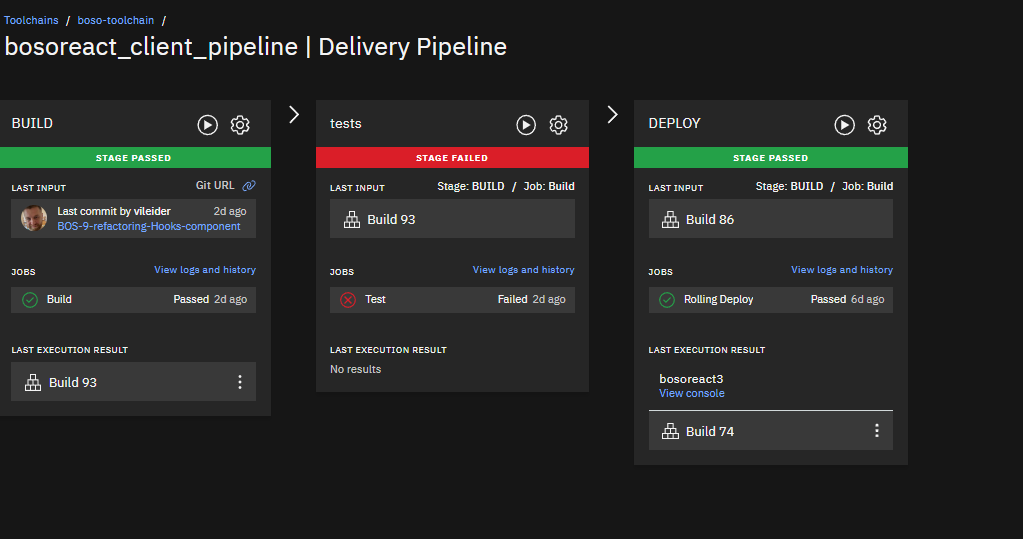 Toolchains / boso-toolchain /
bosoreact_client_pipeline | Delivery Pipeline
BUILD
STAGE PASSED
LAST INPUT Git URL
Last commit by vileider 2d ago
BOS-9-refactoring-Hooks-component
JOBS View logs and history
Build Passed 2d ago
LAST EXECUTION RESULT
Build 93
tests
STAGE FAILED
LAST INPUT Stage: BUILD / Job: Build
Build 93
JOBS View logs and history
Test Failed 2d ago
LAST EXECUTION RESULT
No results
DEPLOY
STAGE PASSED
LAST INPUT Stage: BUILD / Job: Build
Build 86
JOBS View logs and history
Rolling Deploy Passed 6d ago
LAST EXECUTION RESULT
bosoreact3
View console
Build 74